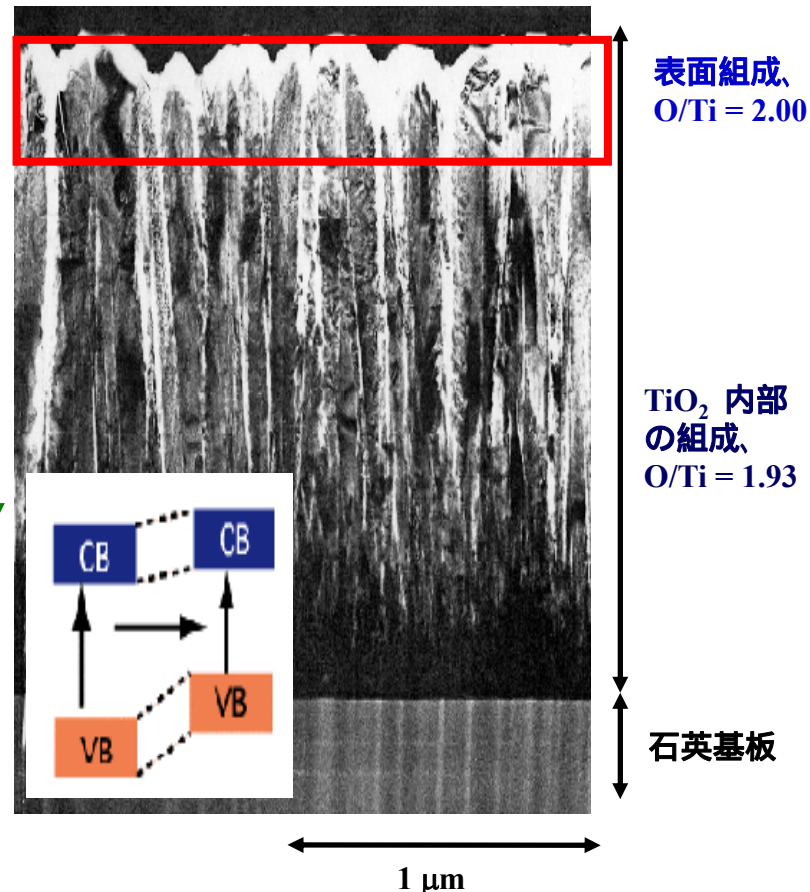 表面組成、
O/Ti = 2.00
TiO₂ 内部
の組成、
O/Ti = 1.93
CB
CB
VB
VB
石英基板
1 μm